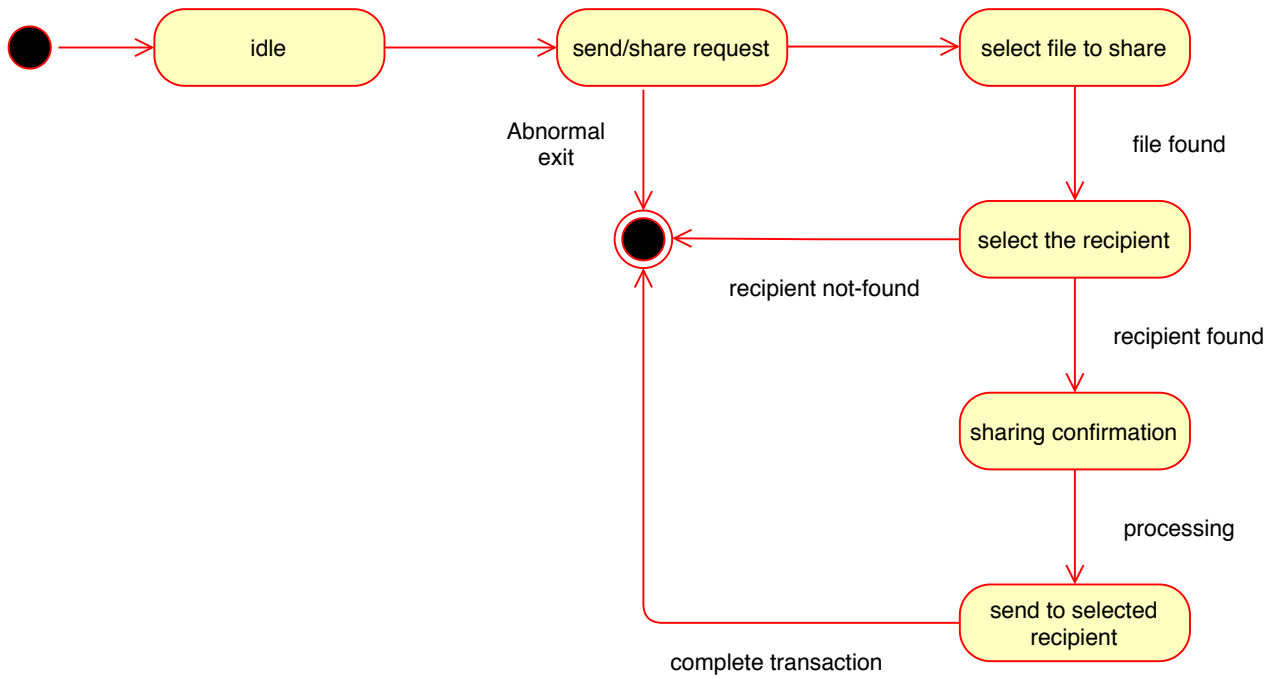 idle
send/share request
select file to share
Abnormal
exit
file found
select the recipient
recipient not-found
recipient found
sharing confirmation
processing
send to selected
recipient
complete transaction